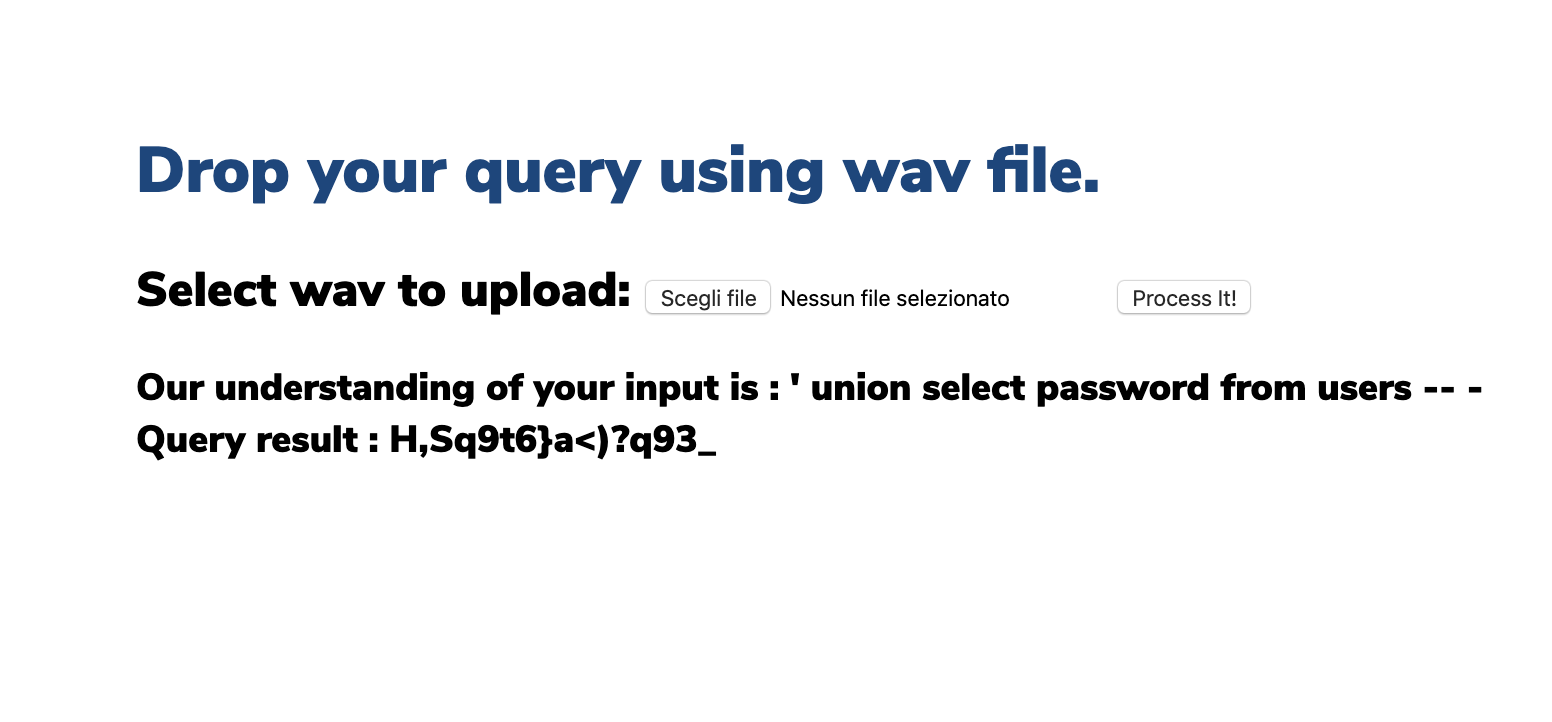 Drop your query using wav file.
Select wav to upload: Scegli file Nessun file selezionato Process It!
Our understanding of your input is : ' union select password from users -- -
Query result : H,Sq9t6}a<)?q93_